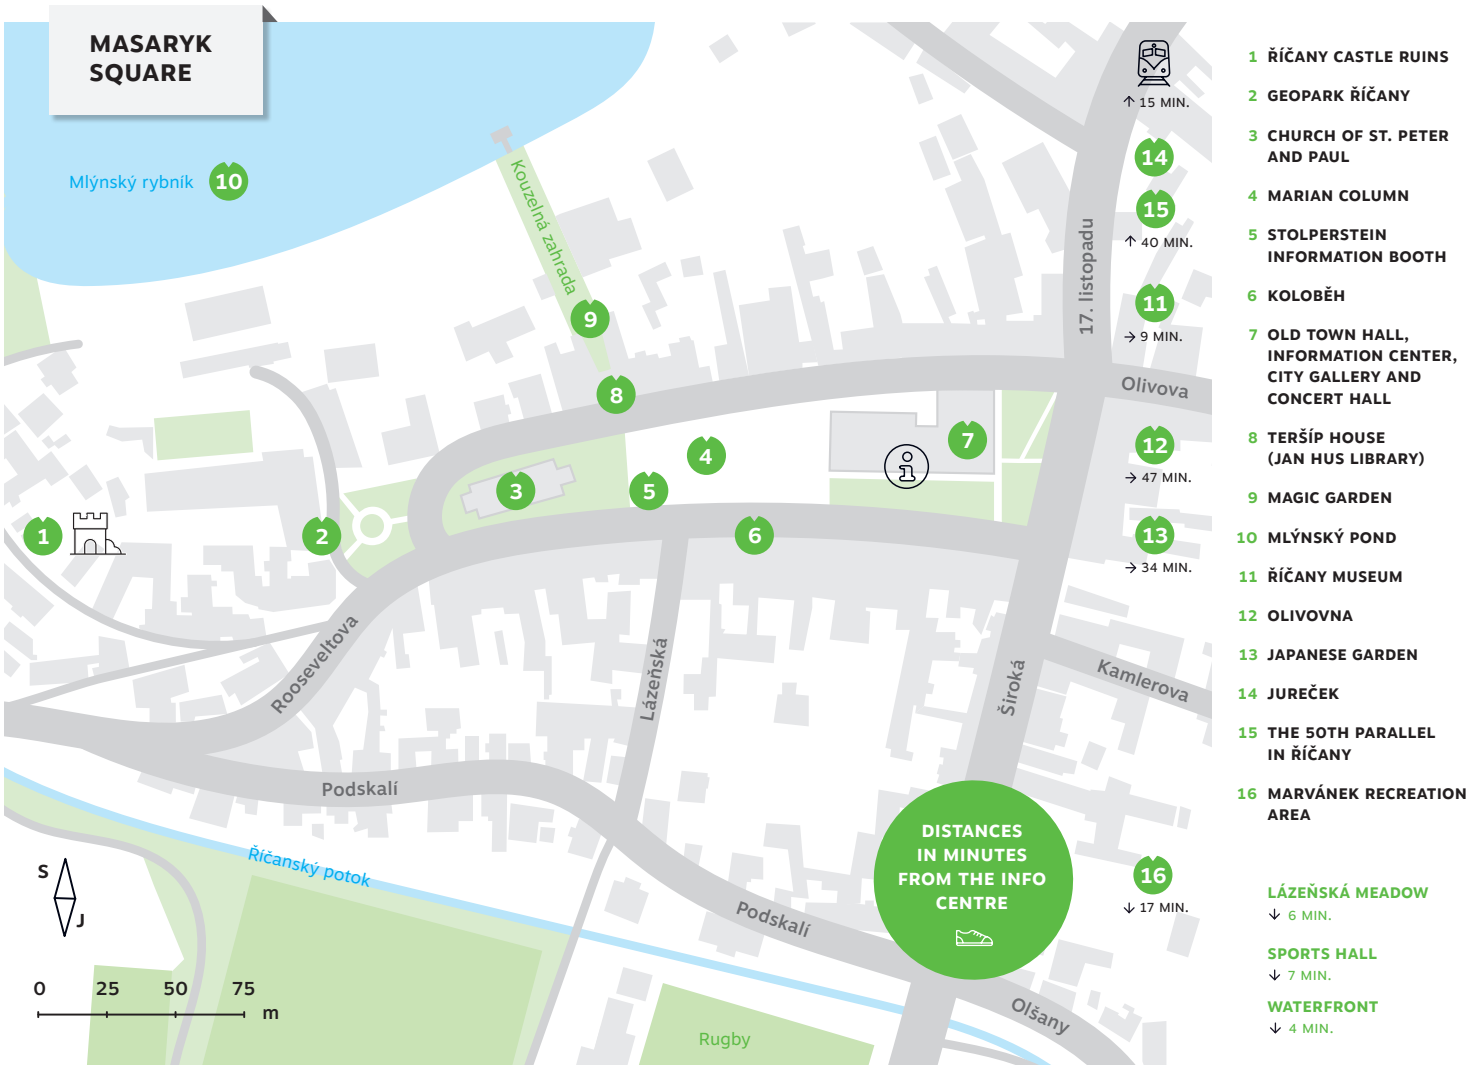 MASARYK
SQUARE
Mlýnský rybník
10
Kouzelná zahrada
9
8
↑ 15 MIN.
14
15
↑ 40 MIN.
17. listopadu
11
→ 9 MIN.
Olivova
12
→ 47 MIN.
13
→ 34 MIN.
7
i
4
3
5
6
1
2
Rooseveltova
Lázeňská
Široká
Kamlerova
Podskalí
Říčanský potok
DISTANCES
IN MINUTES
FROM THE INFO
CENTRE
16
↓ 17 MIN.
Podskalí
Olšany
Rugby
S
J
0 25 50 75
m
1 ŘÍČANY CASTLE RUINS
2 GEOPARK ŘÍČANY
3 CHURCH OF ST. PETER
AND PAUL
4 MARIAN COLUMN
5 STOLPERSTEIN
INFORMATION BOOTH
6 KOLOBĚH
7 OLD TOWN HALL,
INFORMATION CENTER,
CITY GALLERY AND
CONCERT HALL
8 TERŠÍP HOUSE
(JAN HUS LIBRARY)
9 MAGIC GARDEN
10 MLÝNSKÝ POND
11 ŘÍČANY MUSEUM
12 OLIVOVNA
13 JAPANESE GARDEN
14 JUREČEK
15 THE 50TH PARALLEL
IN ŘÍČANY
16 MARVÁNEK RECREATION
AREA
LÁZEŇSKÁ MEADOW
↓ 6 MIN.
SPORTS HALL
↓ 7 MIN.
WATERFRONT
↓ 4 MIN.